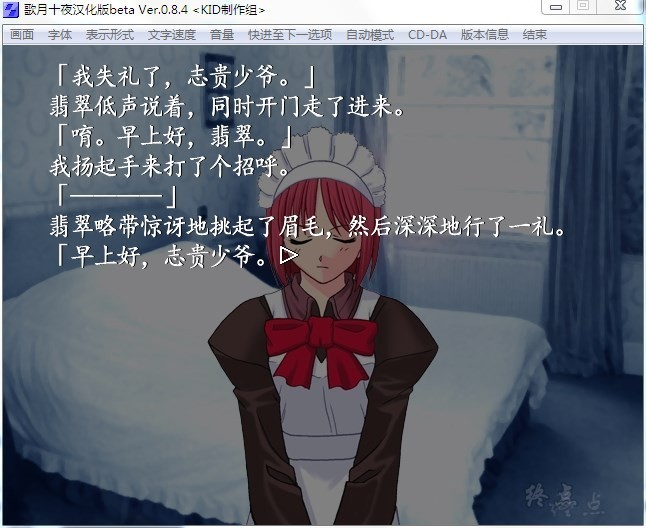 歌月十夜汉化版beta Ver.0.8.4 <KID制作组>
画面 字体 表示形式 文字速度 音量 快进至下一选项 自动模式 CD-DA 版本信息 结束
「我失礼了，志贵少爷。」
翡翠低声说着，同时开门走了进来。
「唷。早上好，翡翠。」
我扬起手来打了个招呼。
「————」
翡翠略带惊讶地挑起了眉毛，然后深深地行了一礼。
「早上好，志贵少爷。
终点